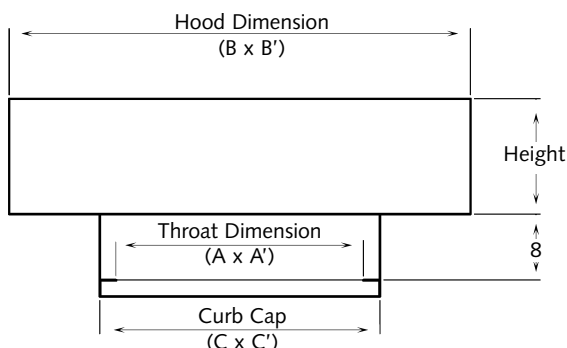 Hood Dimension
(B x B’)
Height
Throat Dimension
(A x A’)
8
Curb Cap
(C x C’)